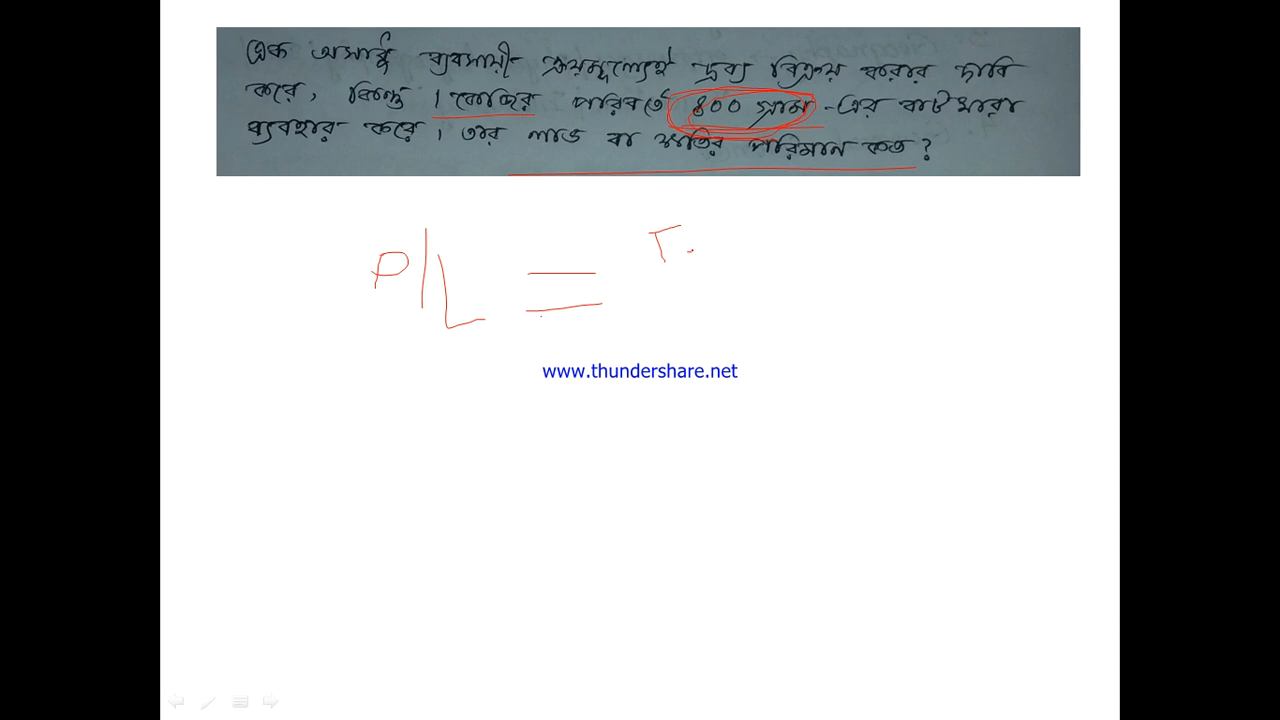 এক অসাধু ব্যবসায়ী ক্রয়মূল্যেই দ্রব্য বিক্রয় করার দাবি
করে, কিন্তু 1 কেজির পরিবর্তে 800 গ্রাম-এর বাটখারা
ব্যবহার করে। তার লাভ বা ক্ষতির পরিমান কত?
P/L =
www.thundershare.net